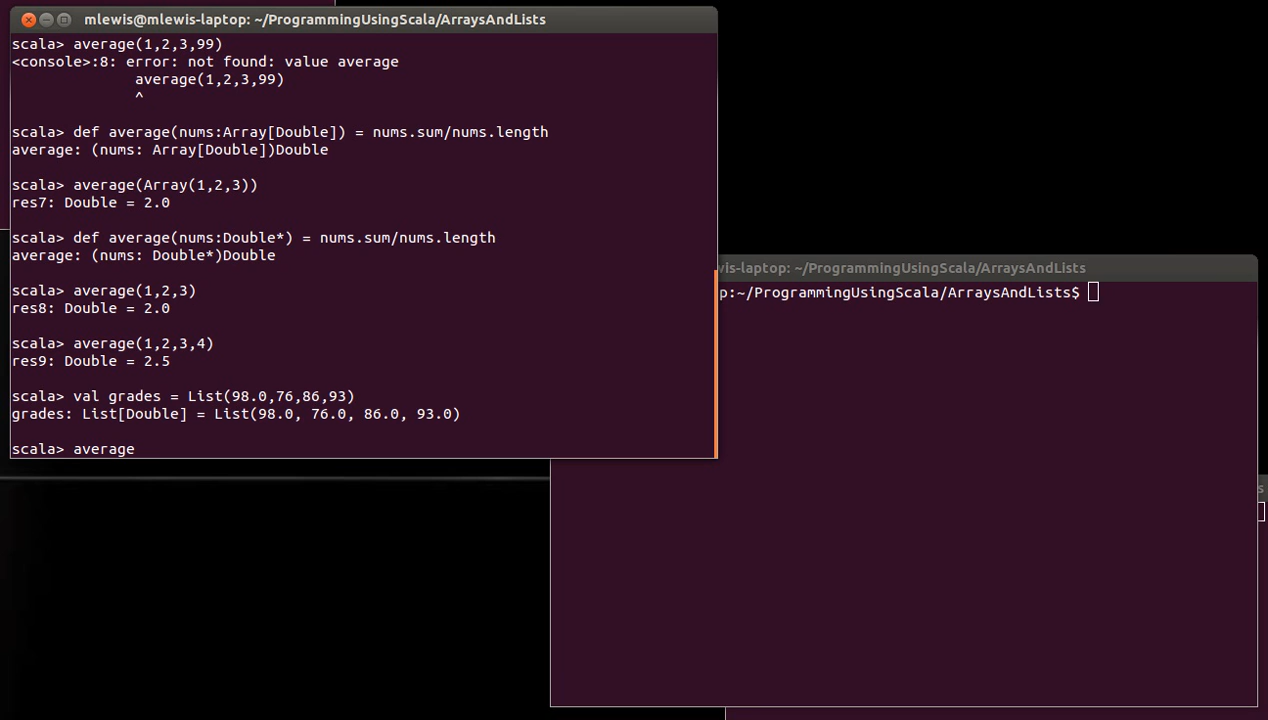 mlewis@mlewis-laptop: ~/ProgrammingUsingScala/ArraysAndLists
scala> average(1,2,3,99)
<console>:8: error: not found: value average
              average(1,2,3,99)
              ^
scala> def average(nums:Array[Double]) = nums.sum/nums.length
average: (nums: Array[Double])Double
scala> average(Array(1,2,3))
res7: Double = 2.0
scala> def average(nums:Double*) = nums.sum/nums.length
average: (nums: Double*)Double
scala> average(1,2,3)
res8: Double = 2.0
scala> average(1,2,3,4)
res9: Double = 2.5
scala> val grades = List(98.0,76,86,93)
grades: List[Double] = List(98.0, 76.0, 86.0, 93.0)
scala> average
vis-laptop: ~/ProgrammingUsingScala/ArraysAndLists
p:~/ProgrammingUsingScala/ArraysAndLists$
s